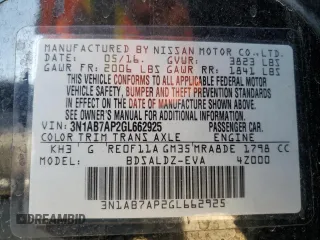 MANUFACTURED BY NISSAN MOTOR CO.,LTD.
DATE: 05/16. GVWR: 3823 LBS
GAWR FR: 2006 LBS GAWR RR: 1841 LBS
THIS VEHICLE CONFORMS TO ALL APPLICABLE
FEDERAL MOTOR VEHICLE SAFETY,
BUMPER AND THEFT PREVENTION STANDARDS
IN EFFECT ON THE DATE OF
MANUFACTURE SHOWN ABOVE.
SEE OWNER'S MANUAL FOR ADDITIONAL INFORMATION.
VIN: 3N1AB7AP2GL662925 PASSENGER CAR.
COLOR TRIM TRANS AXLE ENGINE
KH3 G RE0F11A GM35 MRA8DE 1798 CC
MODEL: BDSALDZ-EVA 4Z000
3N1AB7AP2GL662925